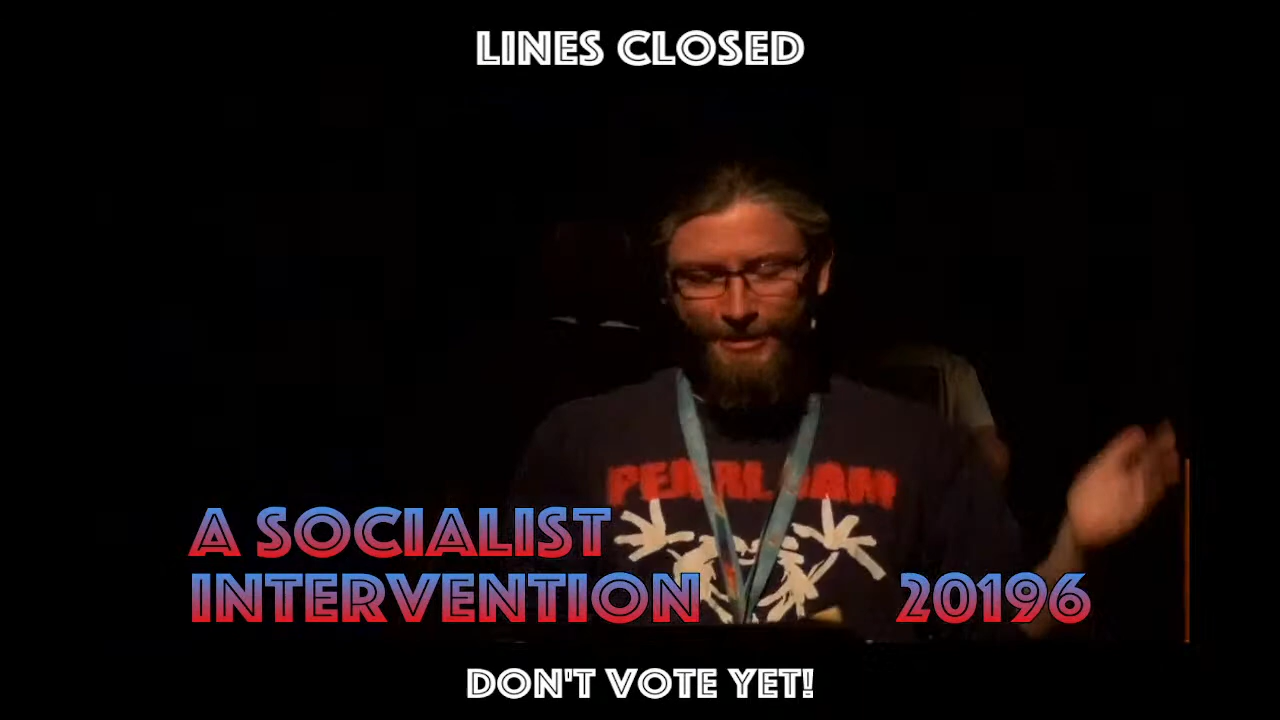 LINES CLOSED
PEARL JAM
A SOCIALIST
INTERVENTION 20196
DON'T VOTE YET!